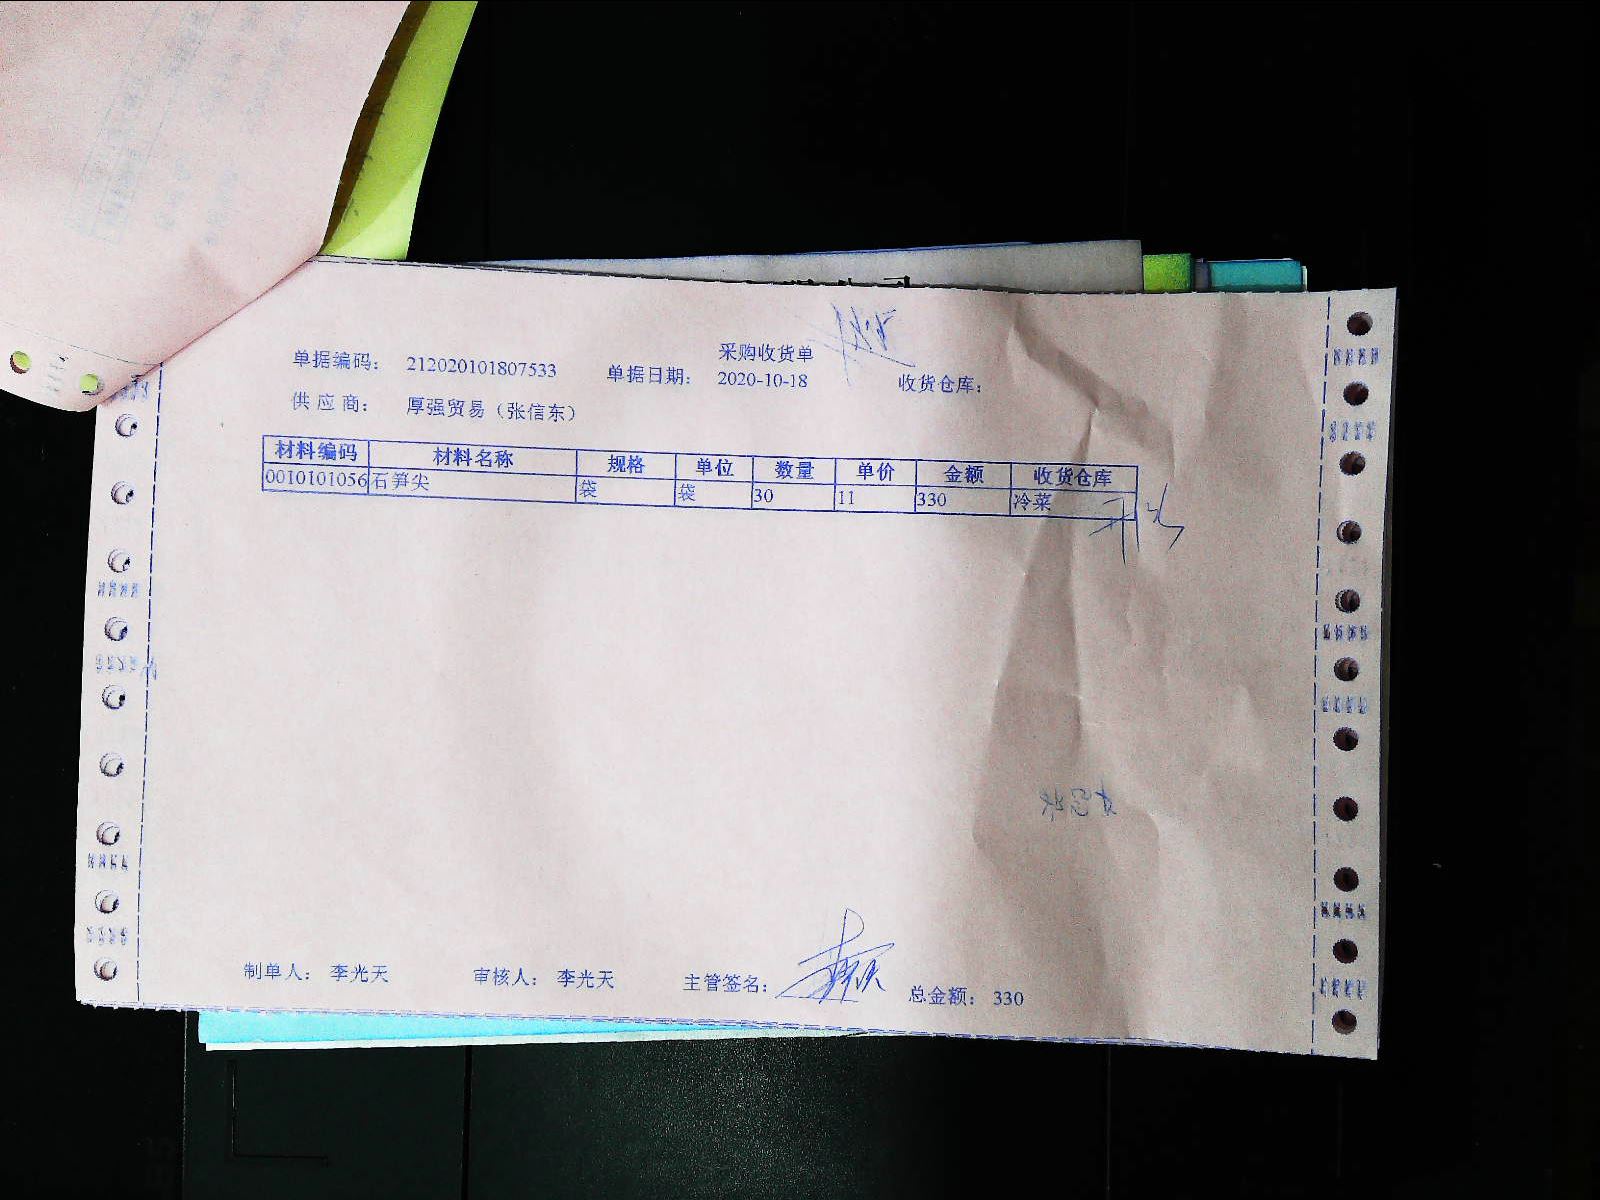 采购收货单
单据编码： 212020101807533 单据日期： 2020-10-18 收货仓库：
供 应 商： 厚强贸易（张信东）
材料编码 材料名称 规格 单位 数量 单价 金额 收货仓库
0010101056 石笋尖 袋 袋 30 11 330 冷菜
制单人： 李光天 审核人： 李光天 主管签名： 总金额： 330